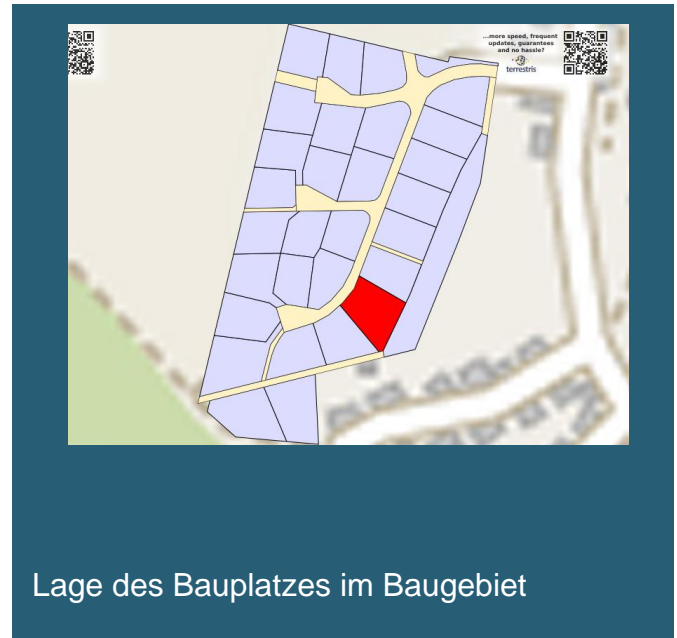 ...more speed, frequent
updates, guarantees
and no hassle?
terrestris
Lage des Bauplatzes im Baugebiet